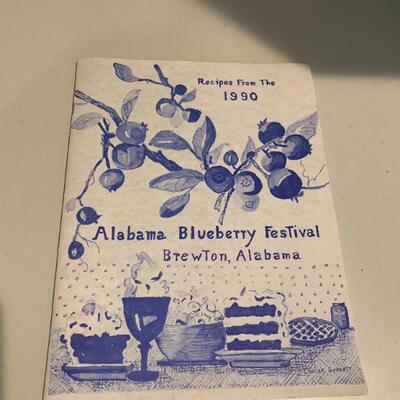 Recipes From The
1990
Alabama Blueberry Festival
Brewton, Alabama